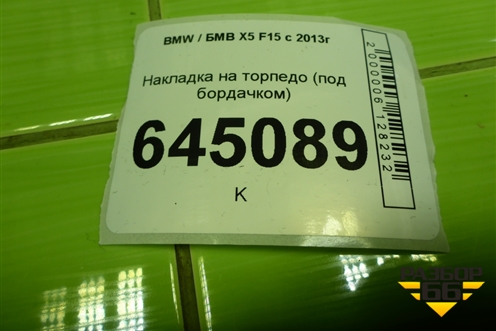 BMW / БМВ X5 F15 с 2013г
Накладка на торпедо (под
бордачком)
645089
К
2000006128232
РАЗБОР
66